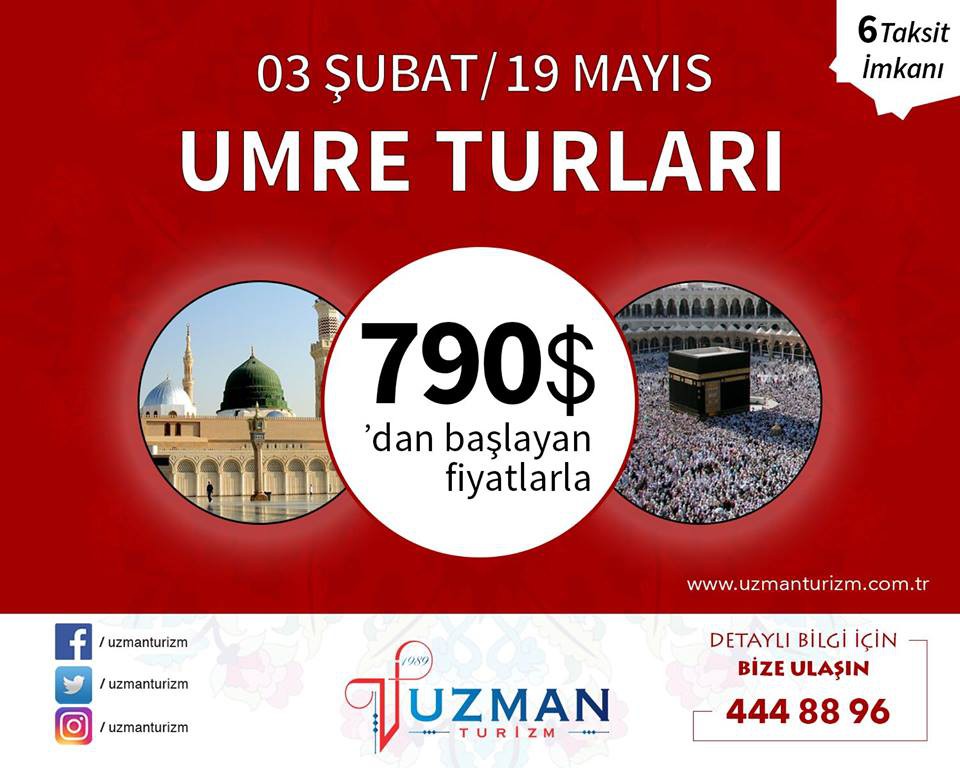 6 Taksit
İmkanı
03 ŞUBAT/ 19 MAYIS
UMRE TURLARI
790$
’dan başlayan
fiyatlarla
www.uzmanturizm.com.tr
/ uzmanturizm
/ uzmanturizm
/ uzmanturizm
1989
UZMAN
TURİZM
DETAYLI BİLGİ İÇİN
BİZE ULAŞIN
444 88 96